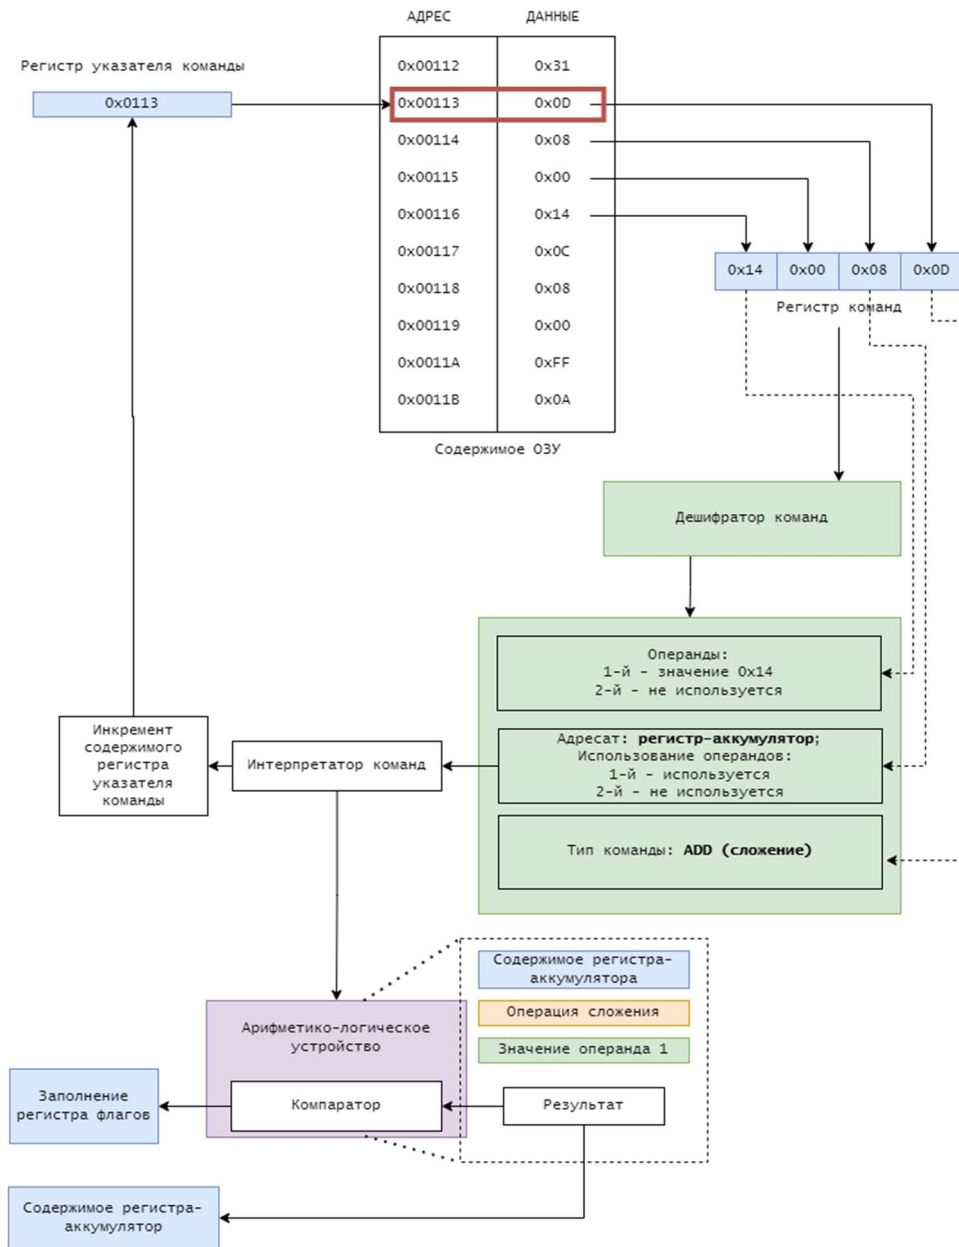 АДРЕС ДАННЫЕ
Регистр указателя команды
0x0113
0x00112 0x31
0x00113 0x0D
0x00114 0x08
0x00115 0x00
0x00116 0x14
0x00117 0x0C
0x00118 0x08
0x00119 0x00
0x0011A 0xFF
0x0011B 0x0A
Содержимое ОЗУ
0x14 0x00 0x08 0x0D
Регистр команд
Дешифратор команд
Операнды:
1-й - значение 0x14
2-й - не используется
Адресат: регистр-аккумулятор;
Использование операндов:
1-й - используется
2-й - не используется
Тип команды: ADD (сложение)
Интерпретатор команд
Инкремент
содержимого
регистра
указателя
команды
Содержимое регистра-
аккумулятора
Операция сложения
Значение операнда 1
Арифметико-логическое
устройство
Компаратор
Результат
Заполнение
регистра флагов
Содержимое регистра-
аккумулятор